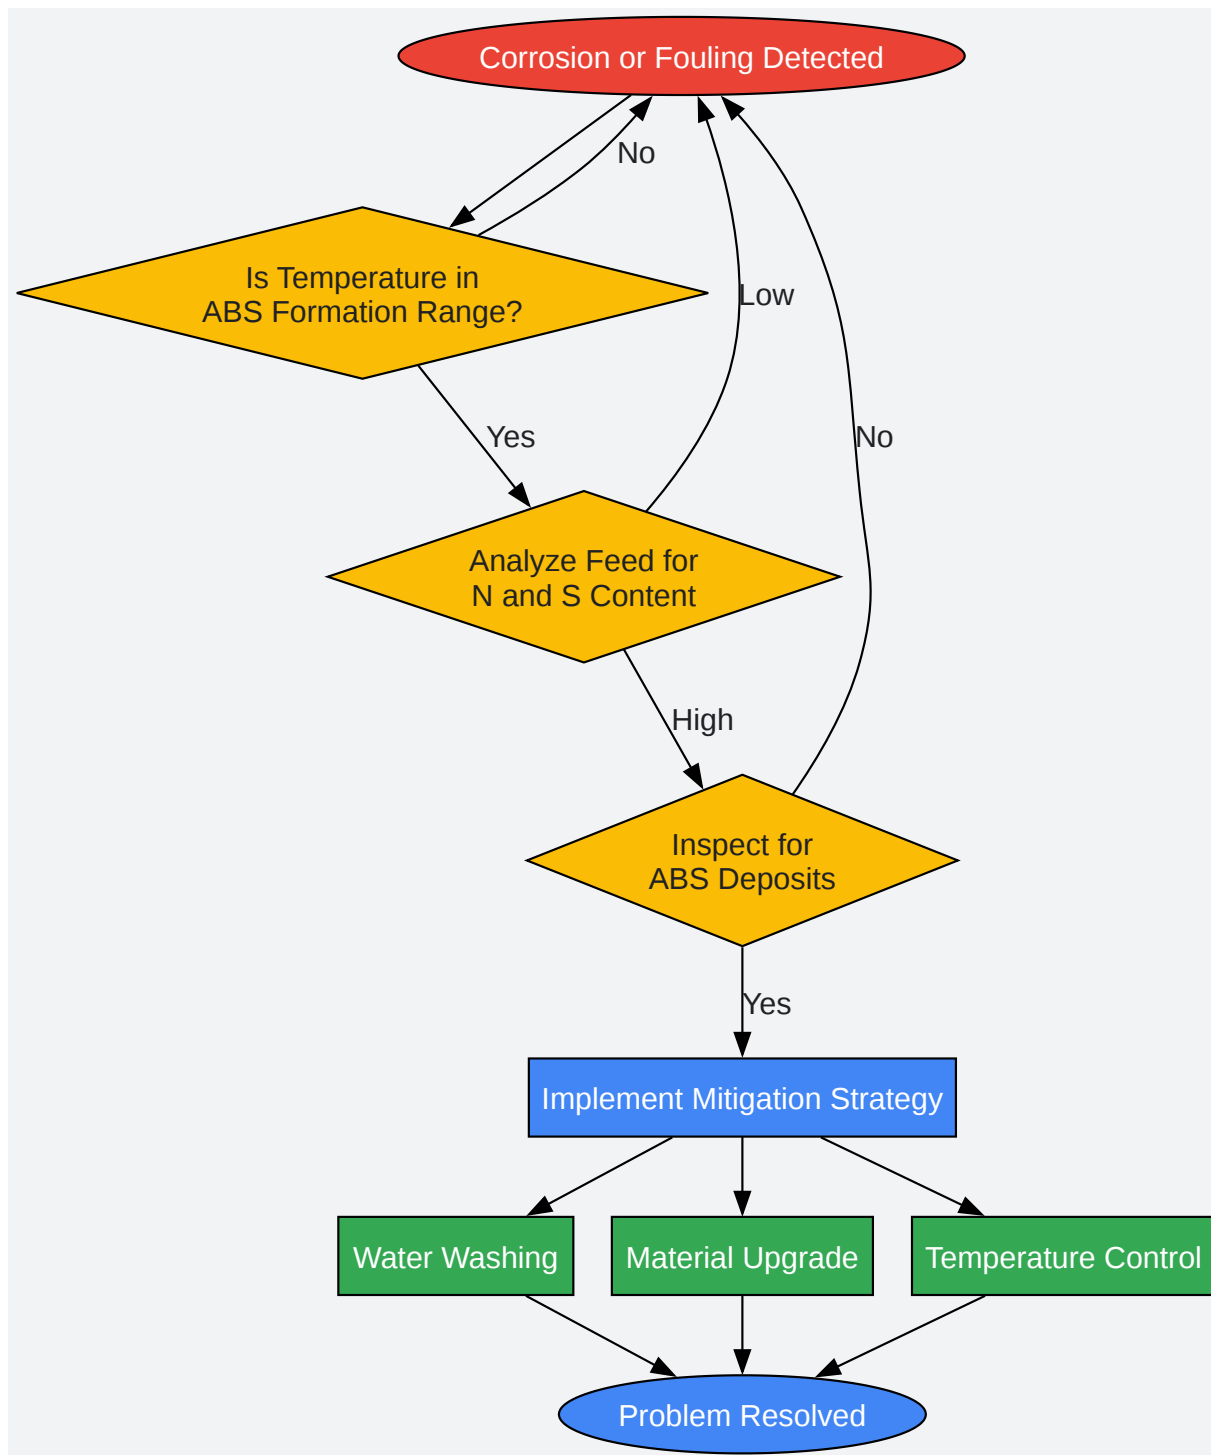 Corrosion or Fouling Detected
No
Is Temperature in
ABS Formation Range?
Low
Yes
No
Analyze Feed for
N and S Content
High
Inspect for
ABS Deposits
Yes
Implement Mitigation Strategy
Water Washing
Material Upgrade
Temperature Control
Problem Resolved